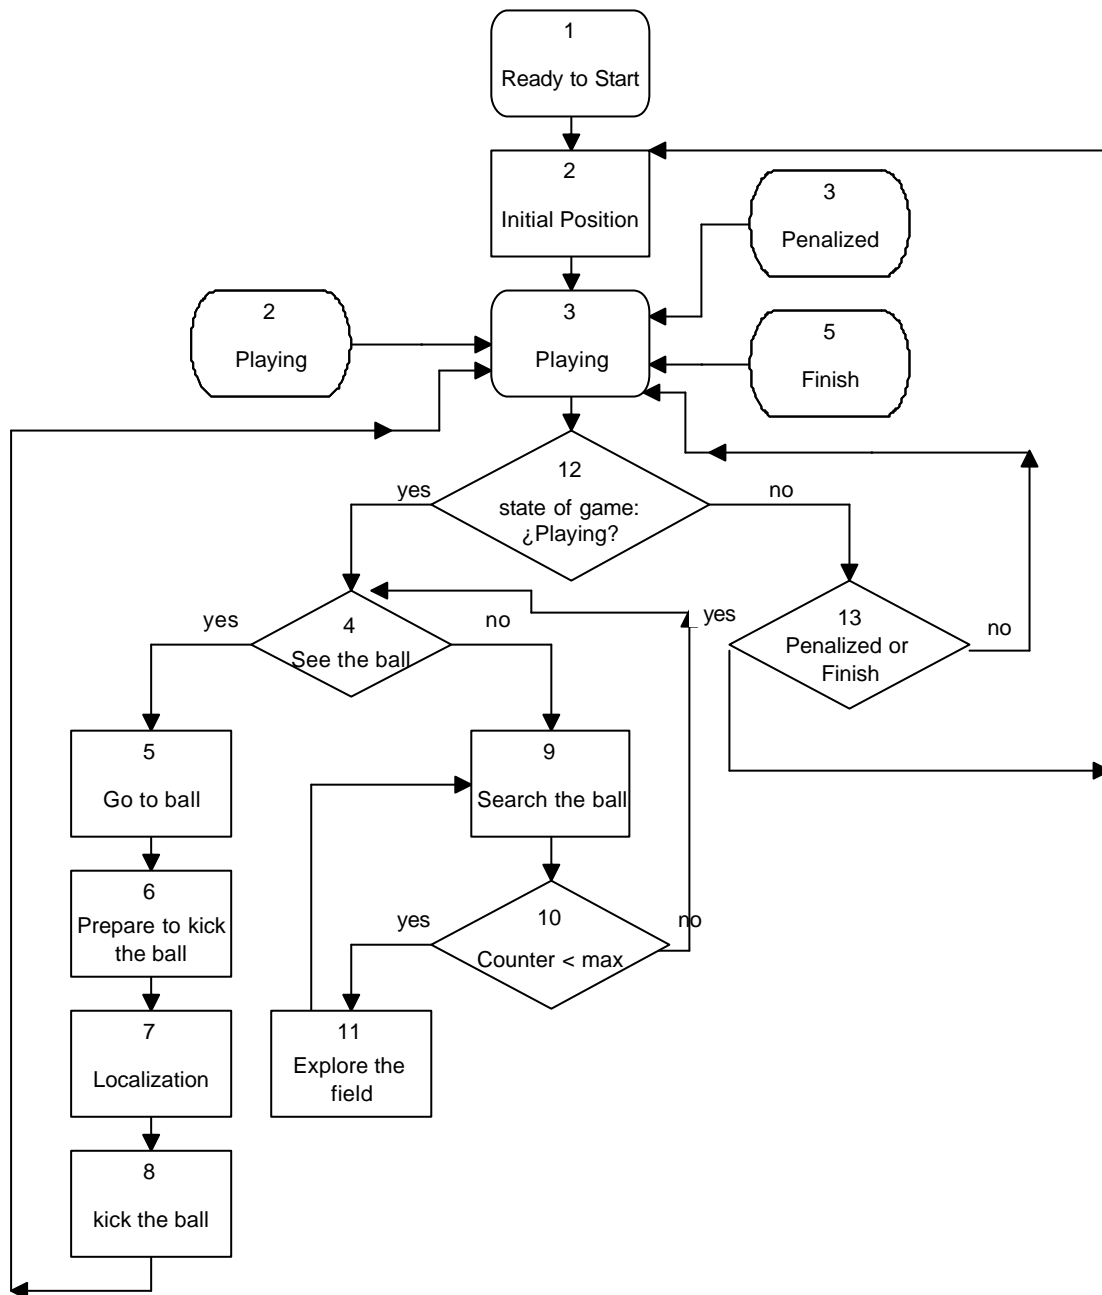 1
Ready to Start
2
Initial Position
3
Penalized
2
Playing
3
Playing
5
Finish
12
state of game:
¿Playing?
yes
no
4
See the ball
yes
no
13
Penalized or
Finish
yes
no
5
Go to ball
9
Search the ball
6
Prepare to kick
the ball
10
Counter < max
yes
no
7
Localization
11
Explore the
field
8
kick the ball